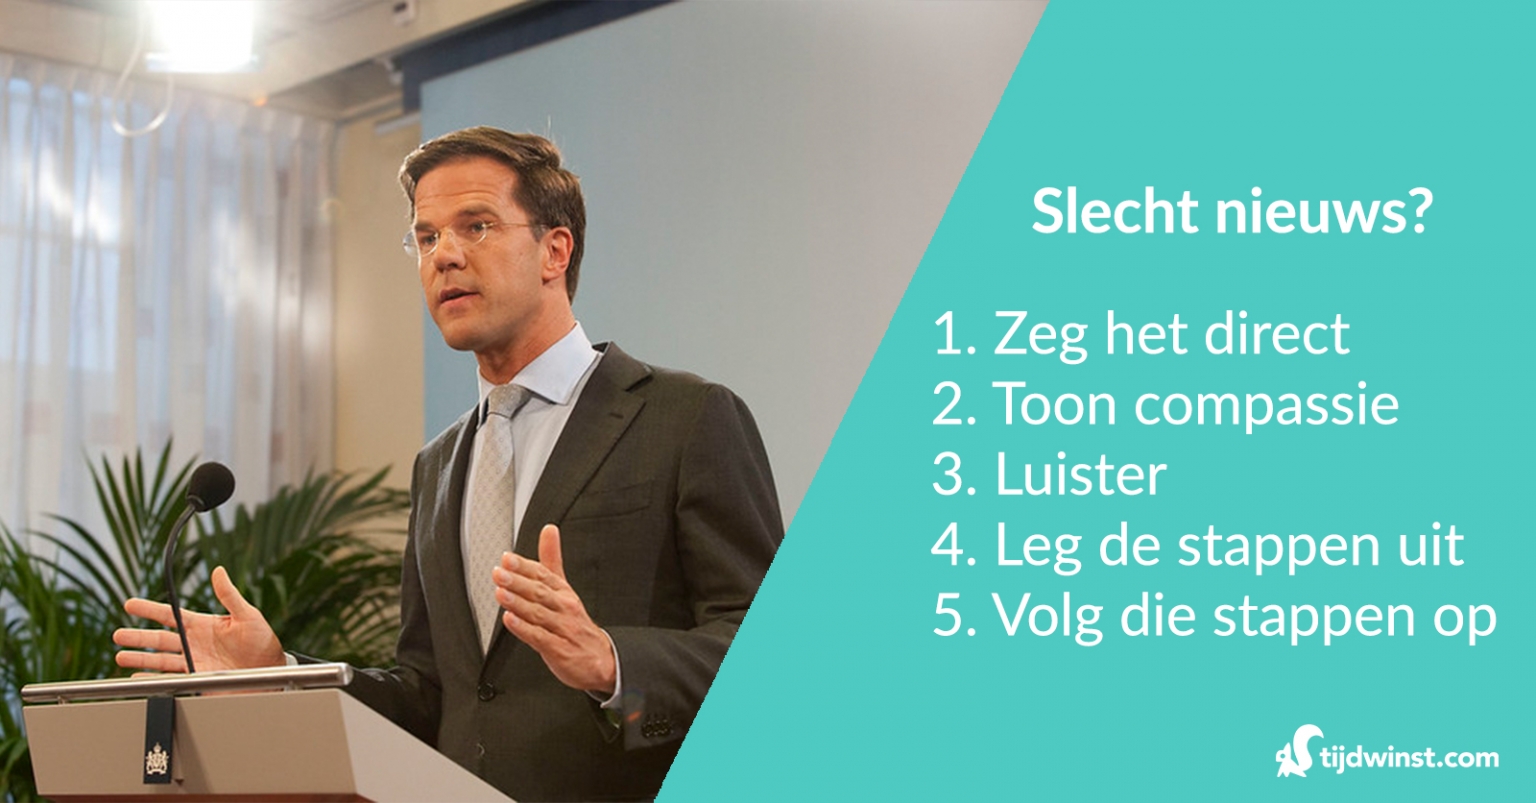 Slecht nieuws?
1. Zeg het direct
2. Toon compassie
3. Luister
4. Leg de stappen uit
5. Volg die stappen op
tijdwinst.com